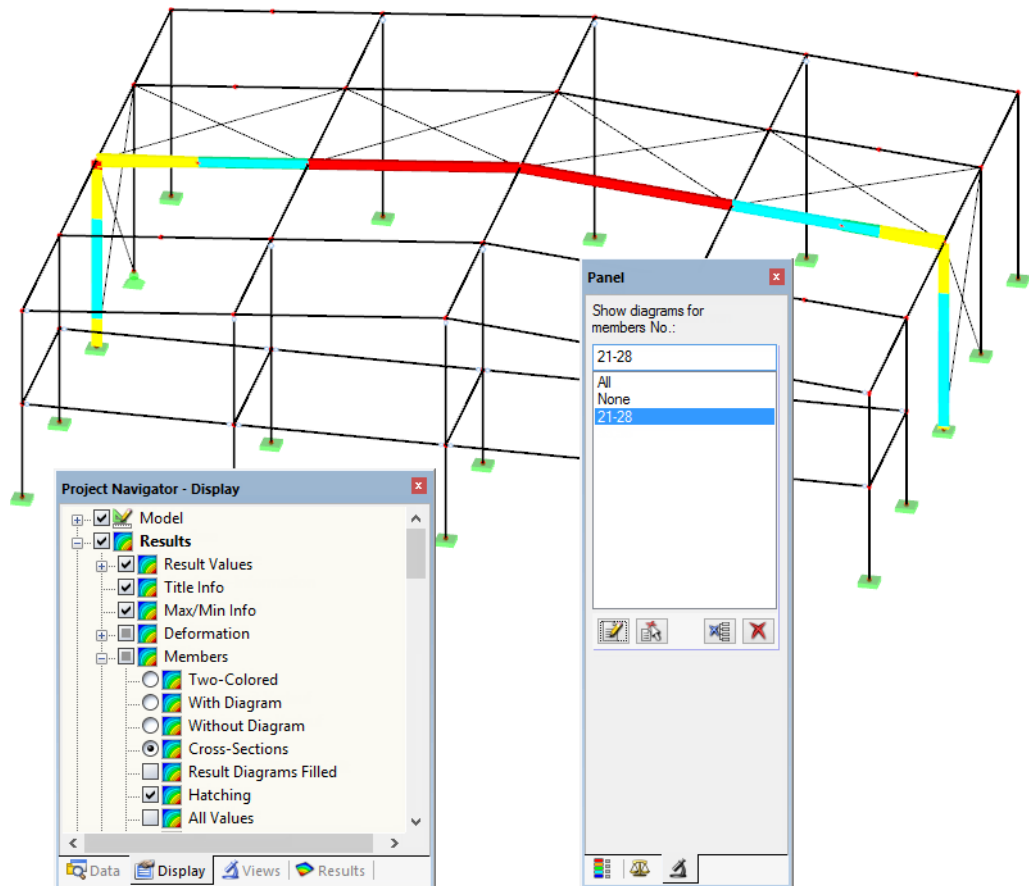 Panel
Show diagrams for
members No.:
21-28
All
None
21-28
Project Navigator - Display
Model
Results
Result Values
Title Info
Max/Min Info
Deformation
Members
Two-Colored
With Diagram
Without Diagram
Cross-Sections
Result Diagrams Filled
Hatching
All Values
Data Display Views Results